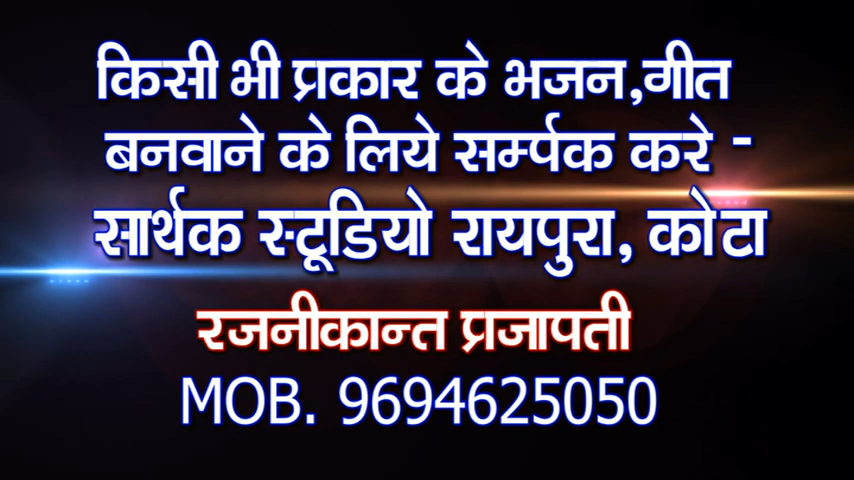 किसी भी प्रकार के भजन,गीत
बनवाने के लिये सर्म्पक करे -
सार्थक स्टूडियो रायपुरा, कोटा
रजनीकान्त प्रजापती
MOB. 9694625050